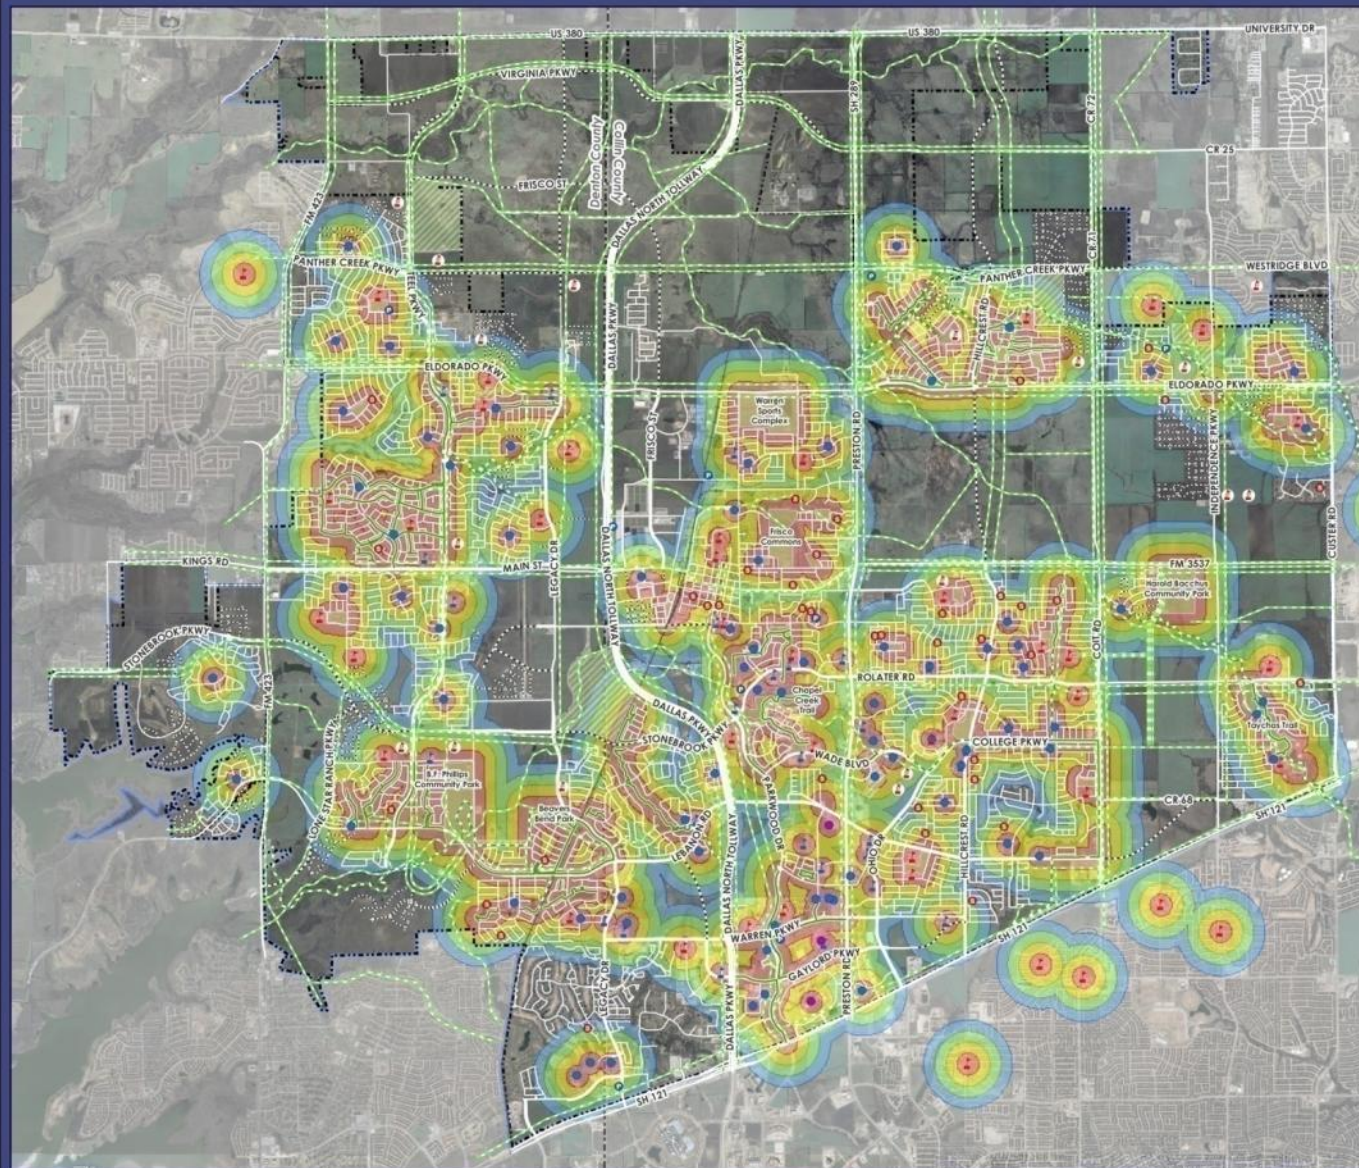 US 380
US 380
UNIVERSITY DR
VIRGINIA PKWY
DALLAS PKWY
SH 289
CR 72
Denton County
Collin County
CR 25
FRISCO ST
FM 423
DALLAS NORTH TOLLWAY
CR 71
PANTHER CREEK PKWY
PANTHER CREEK PKWY
WESTRIDGE BLVD
TEEL PKWY
DALLAS PKWY
HILLCREST RD
ELDORADO PKWY
ELDORADO PKWY
Warren
Sports
Complex
FRISCO ST
PRESTON RD
INDEPENDENCE PKWY
CUSTER RD
Frisco
Commons
KINGS RD
MAIN ST
LEGACY DR
DALLAS NORTH TOLLWAY
FM 3537
Harold Bacchus
Community Park
STONEBROOK PKWY
COIT RD
FM 423
ROLATER RD
Chapel
Creek
Trail
DALLAS PKWY
STONEBROOK PKWY
Taychas Trail
LONE STAR RANCH PKWY
COLLEGE PKWY
WADE BLVD
B.F. Phillips
Community Park
PARKWOOD DR
CR 68
SH 121
Beavers
Bend Park
LEBANON RD
OHIO DR
HILLCREST RD
DALLAS NORTH TOLLWAY
WARREN PKWY
SH 121
GAYLORD PKWY
LEGACY DR
PRESTON RD
DALLAS PKWY
SH 121